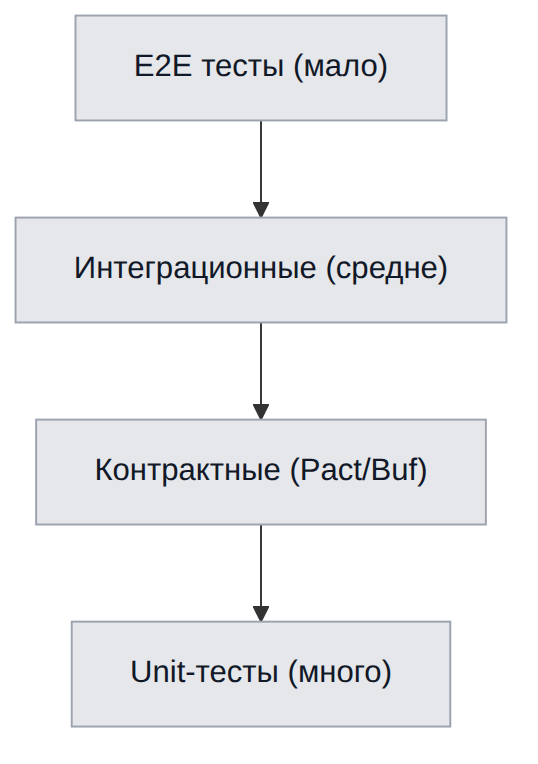 E2E тесты (мало)
Интеграционные (средне)
Контрактные (Pact/Buf)
Unit-тесты (много)